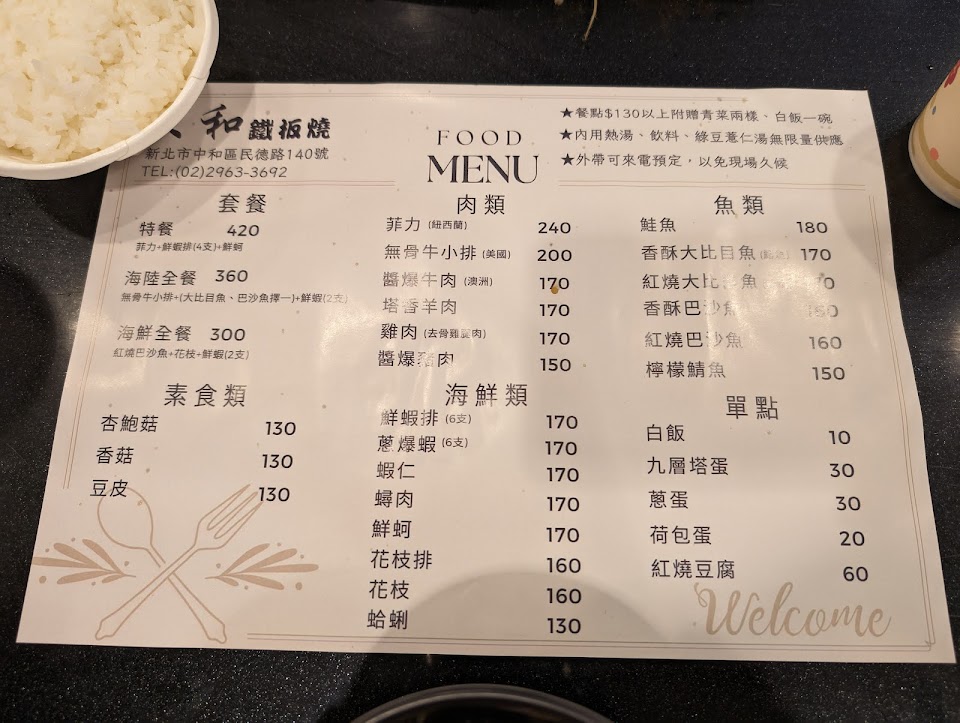 和 鐵板燒
新北市中和區民德路140號
TEL:(02)2963-3692
FOOD
MENU
★餐點$130以上附贈青菜兩樣、白飯一碗
★內用熱湯、飲料、綠豆薏仁湯無限量供應
★外帶可來電預定，以免現場久候
套餐
特餐 420
菲力+鮮蝦排(4支)+鮮蚵
海陸全餐 360
無骨牛小排+(大比目魚、巴沙魚擇一)+鮮蝦(2支)
海鮮全餐 300
紅燒巴沙魚+花枝+鮮蝦(2支)
素食類
杏鮑菇 130
香菇 130
豆皮 130
肉類
菲力 (紐西蘭) 240
無骨牛小排 (美國) 200
醬爆牛肉 (澳洲) 170
塔香羊肉 170
雞肉 (去骨雞腿肉) 170
醬爆豬肉 150
海鮮類
鮮蝦排 (6支) 170
蔥爆蝦 (6支) 170
蝦仁 170
蟳肉 170
鮮蚵 170
花枝排 160
花枝 160
蛤蜊 130
魚類
鮭魚 180
香酥大比目魚 170
紅燒大比目魚
香酥巴沙魚
紅燒巴沙魚 160
檸檬鯖魚 150
單點
白飯 10
九層塔蛋 30
蔥蛋 30
荷包蛋 20
紅燒豆腐 60
Welcome